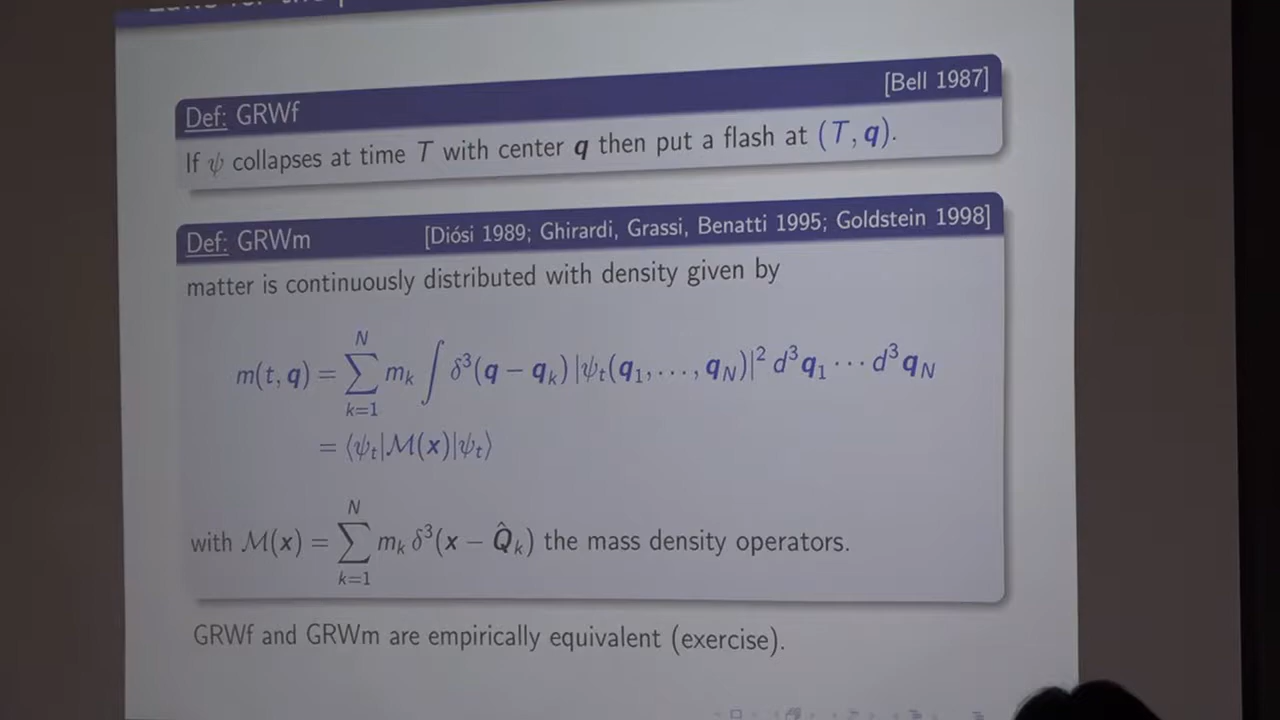 Def: GRWf [Bell 1987]
If ψ collapses at time T with center q then put a flash at (T, q).
Def: GRWm [Diósi 1989; Ghirardi, Grassi, Benatti 1995; Goldstein 1998]
matter is continuously distributed with density given by
m(t, q) = ∑_{k=1}^{N} m_k ∫ δ³(q − q_k) |ψ_t(q_1, . . . , q_N)|² d³q_1 · · · d³q_N
= ⟨ψ_t|ℳ(x)|ψ_t⟩
with ℳ(x) = ∑_{k=1}^{N} m_k δ³(x − Q̂_k) the mass density operators.
GRWf and GRWm are empirically equivalent (exercise).